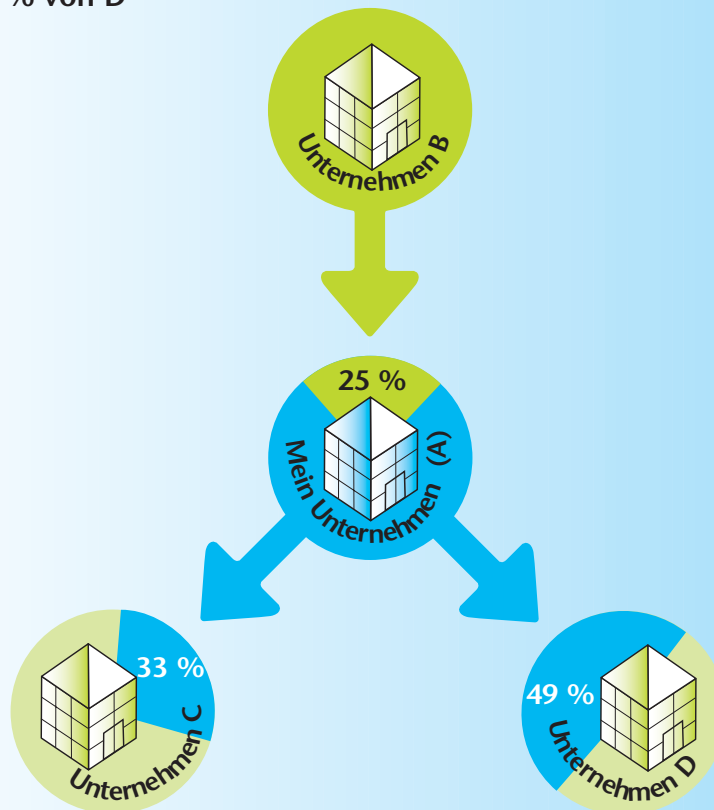 % von D
Unternehmen B
25 %
Mein Unternehmen (A)
33 %
Unternehmen C
49 %
Unternehmen D